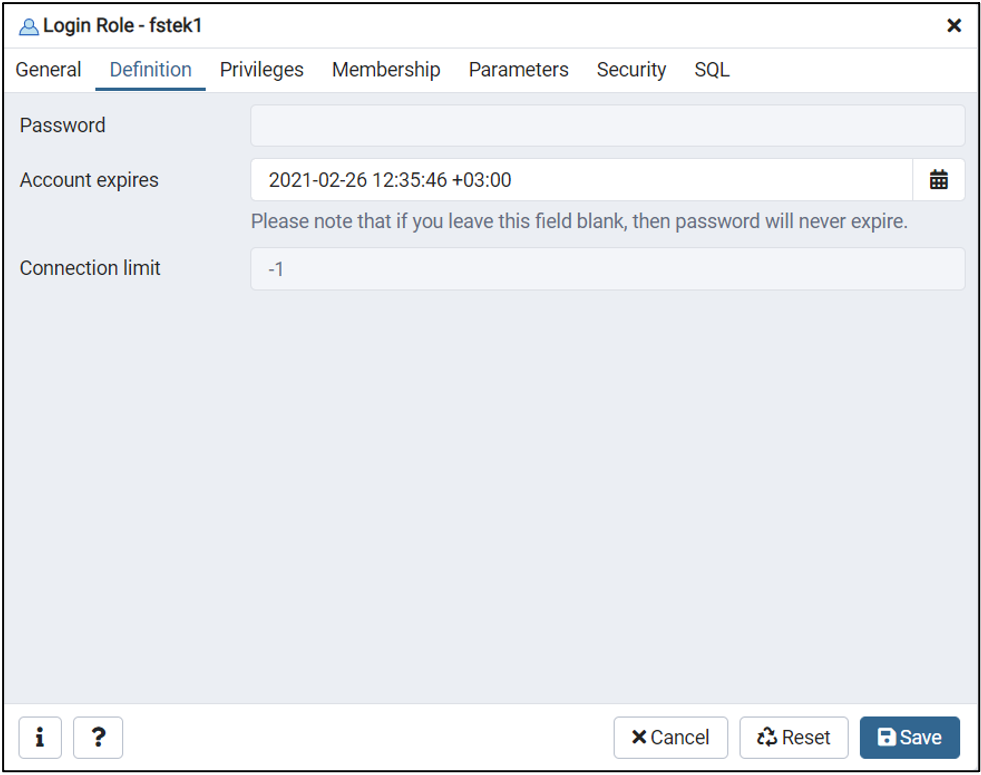 Login Role - fstek1
General Definition Privileges Membership Parameters Security SQL
Password
Account expires 2021-02-26 12:35:46 +03:00
Please note that if you leave this field blank, then password will never expire.
Connection limit -1
i ? Cancel Reset Save